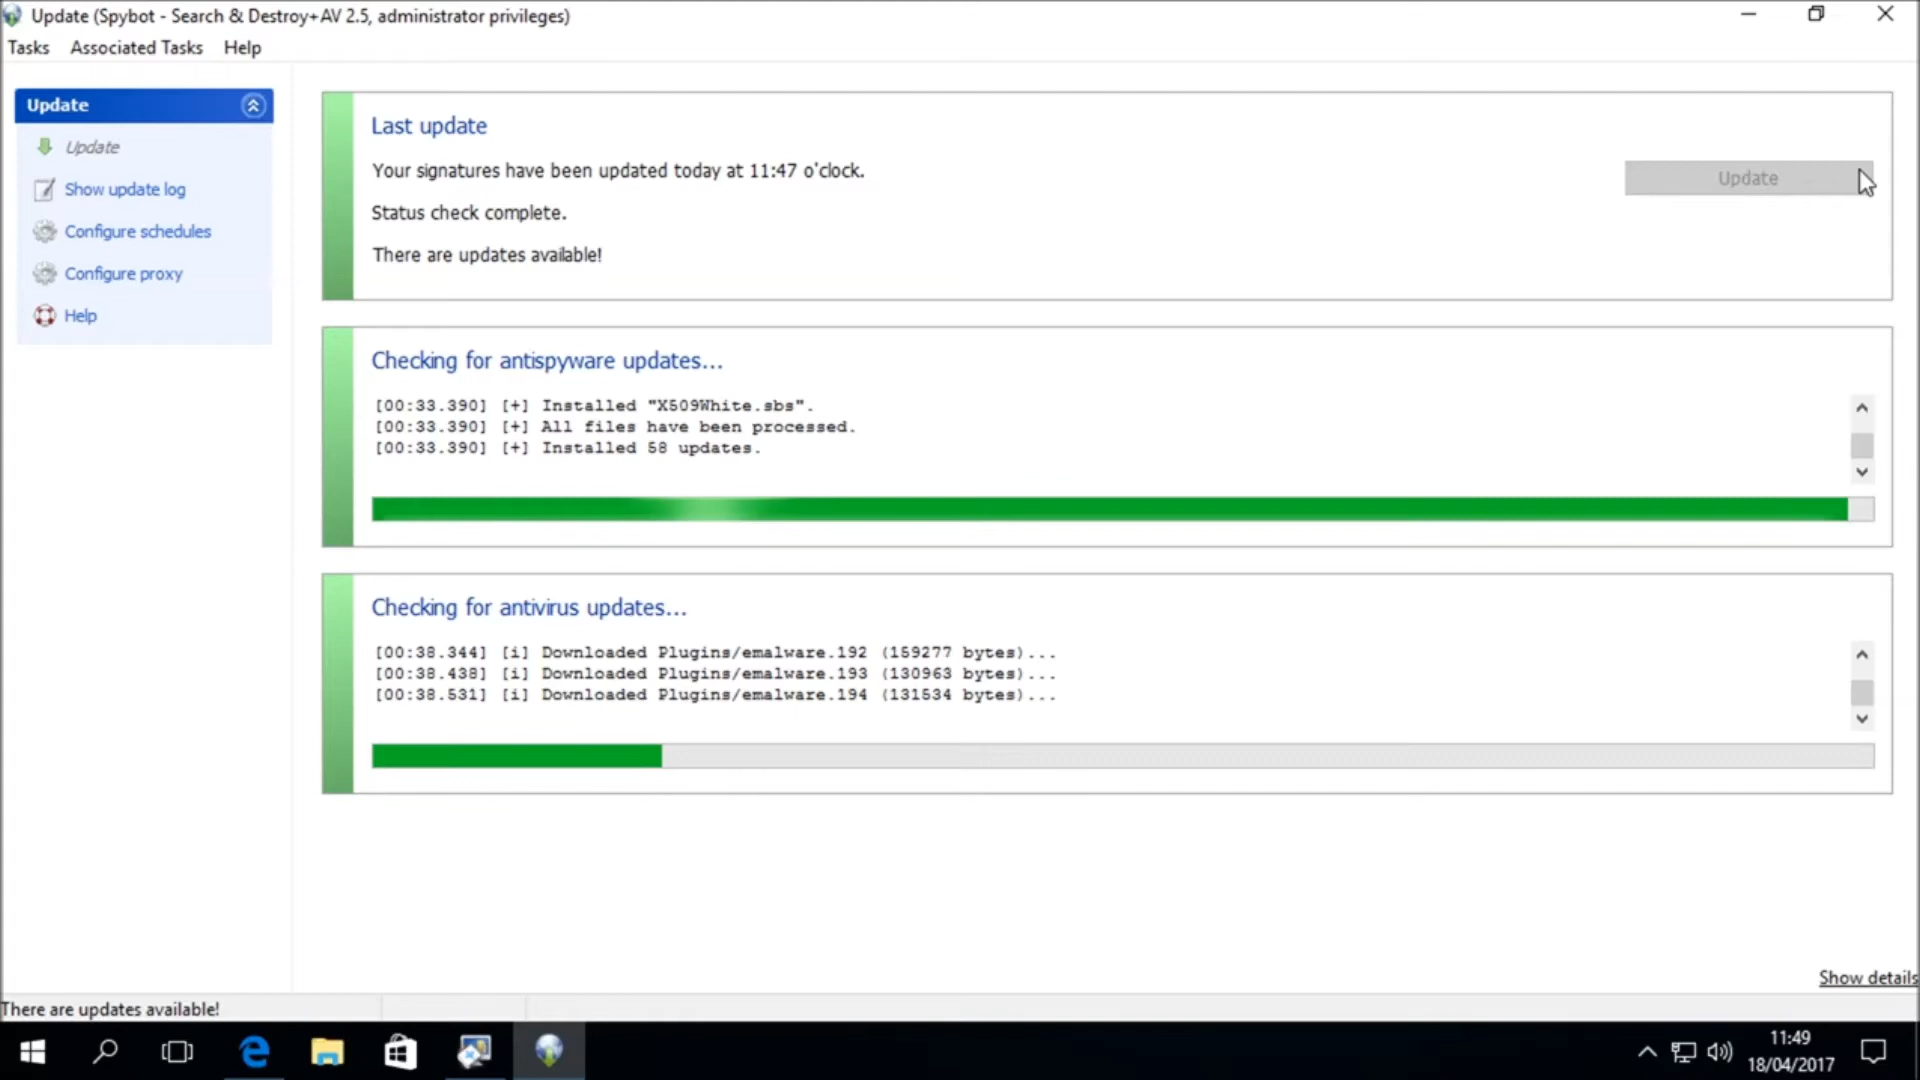 Update (Spybot - Search & Destroy+AV 2.5, administrator privileges)
Tasks Associated Tasks Help
Update
Update
Show update log
Configure schedules
Configure proxy
Help
Last update
Your signatures have been updated today at 11:47 o'clock.
Update
Status check complete.
There are updates available!
Checking for antispyware updates...
[00:33.390] [+] Installed "X509White.sbs".
[00:33.390] [+] All files have been processed.
[00:33.390] [+] Installed 58 updates.
Checking for antivirus updates...
[00:38.344] [i] Downloaded Plugins/emalware.192 (159277 bytes)...
[00:38.438] [i] Downloaded Plugins/emalware.193 (130963 bytes)...
[00:38.531] [i] Downloaded Plugins/emalware.194 (131534 bytes)...
Show details
There are updates available!
11:49
18/04/2017